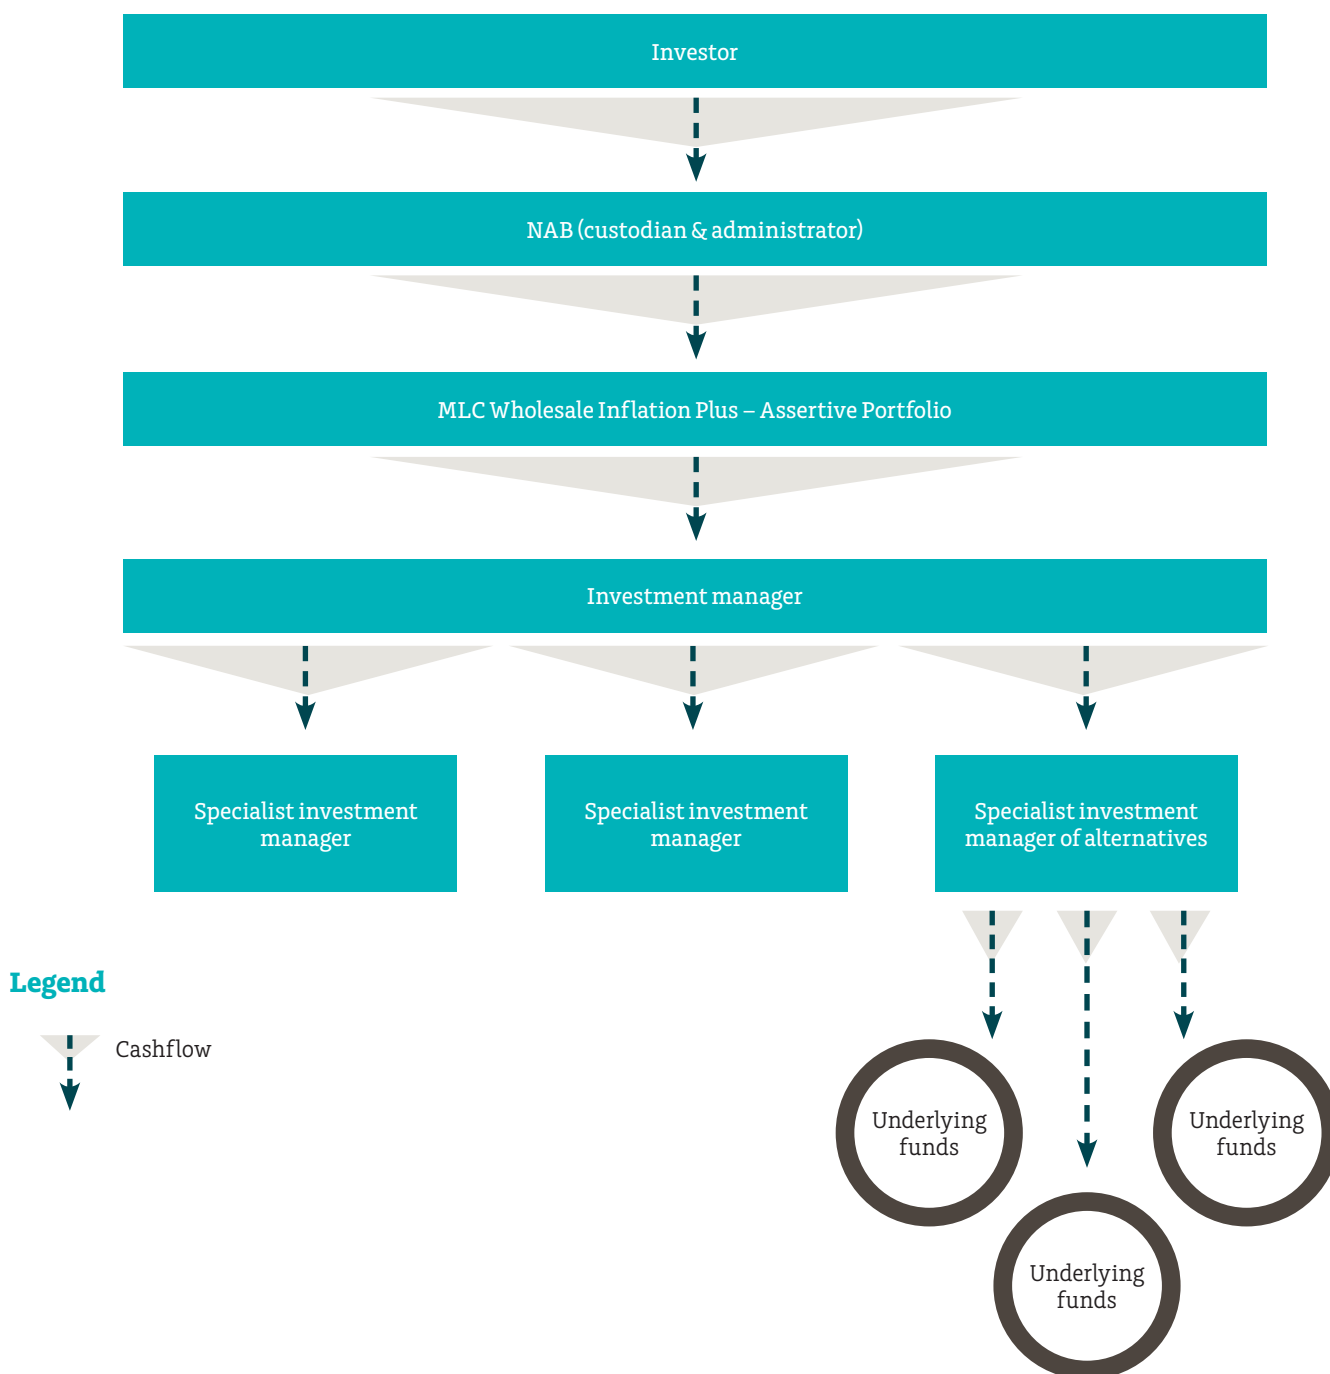 Investor
NAB (custodian & administrator)
MLC Wholesale Inflation Plus – Assertive Portfolio
Investment manager
Specialist investment
manager
Specialist investment
manager
Specialist investment
manager of alternatives
Legend
Cashflow
Underlying
funds
Underlying
funds
Underlying
funds